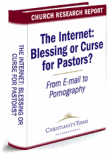 CHURCH RESEARCH REPORT
The Internet:
Blessing or Curse
for Pastors?
From E-mail to
Pornography
CHRISTIANITY TODAY
INTERNATIONAL
THE INTERNET:
BLESSING OR CURSE
FOR PASTORS?